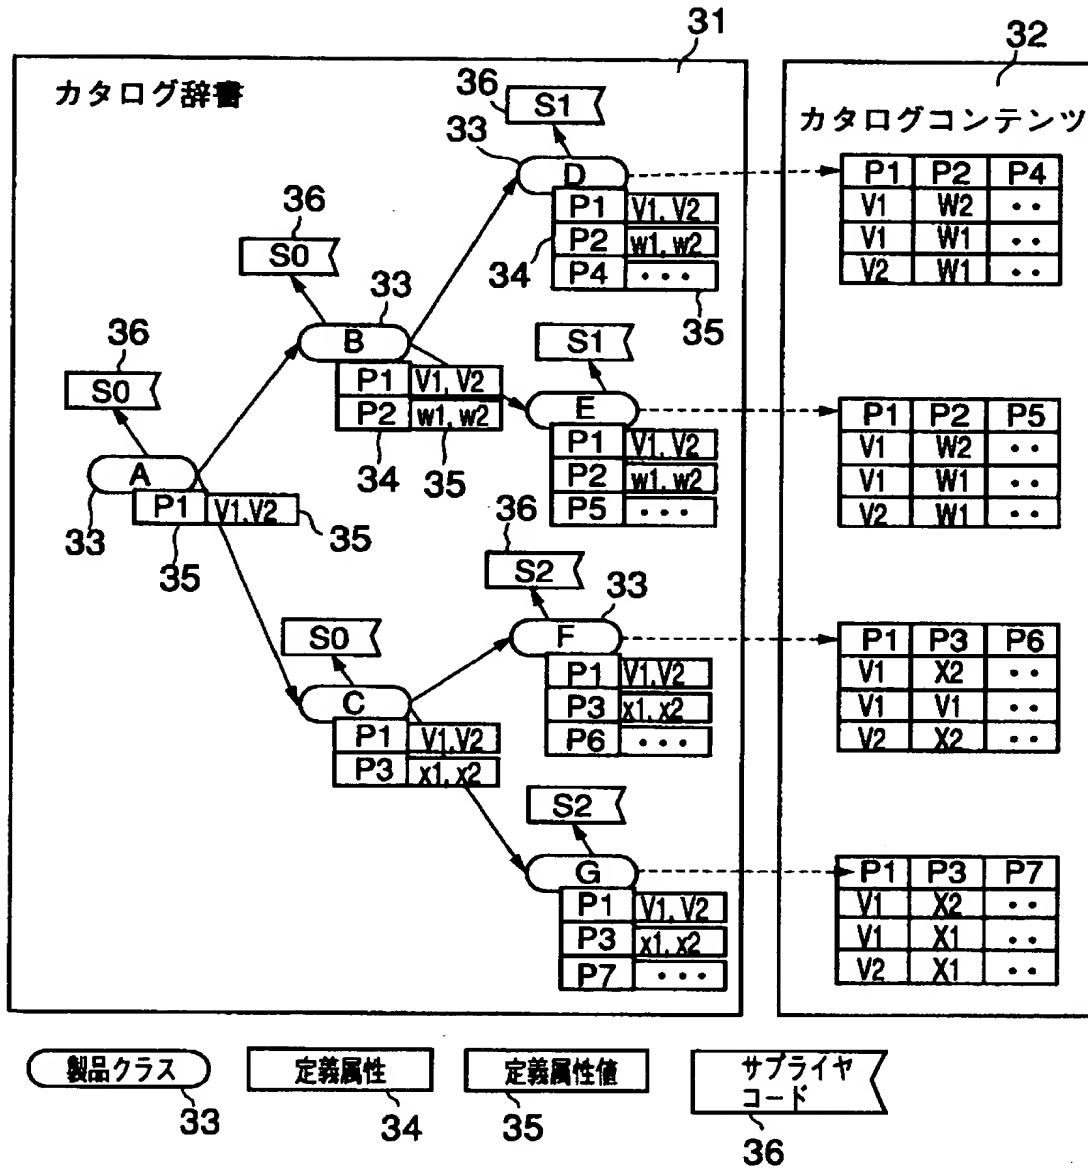 31
32
カタログ辞書
カタログコンテンツ
36
S1
33
D
P1 V1, V2
P2 w1, w2
P4 ・・・
34
35
P1 P2 P4
V1 W2 ・・
V1 W1 ・・
V2 W1 ・・
36
S0
33
B
P1 V1, V2
P2 w1, w2
34
35
S1
E
P1 V1, V2
P2 w1, w2
P5 ・・・
P1 P2 P5
V1 W2 ・・
V1 W1 ・・
V2 W1 ・・
36
S0
A
P1 V1,V2
33
35
35
36
S2
33
F
P1 V1,V2
P3 x1, x2
P6 ・・・
P1 P3 P6
V1 X2 ・・
V1 V1 ・・
V2 X2 ・・
S0
C
P1 V1,V2
P3 x1, x2
S2
G
P1 V1, V2
P3 x1, x2
P7 ・・・
P1 P3 P7
V1 X2 ・・
V1 X1 ・・
V2 X1 ・・
製品クラス
33
定義属性
34
定義属性値
35
サプライヤ
コード
36